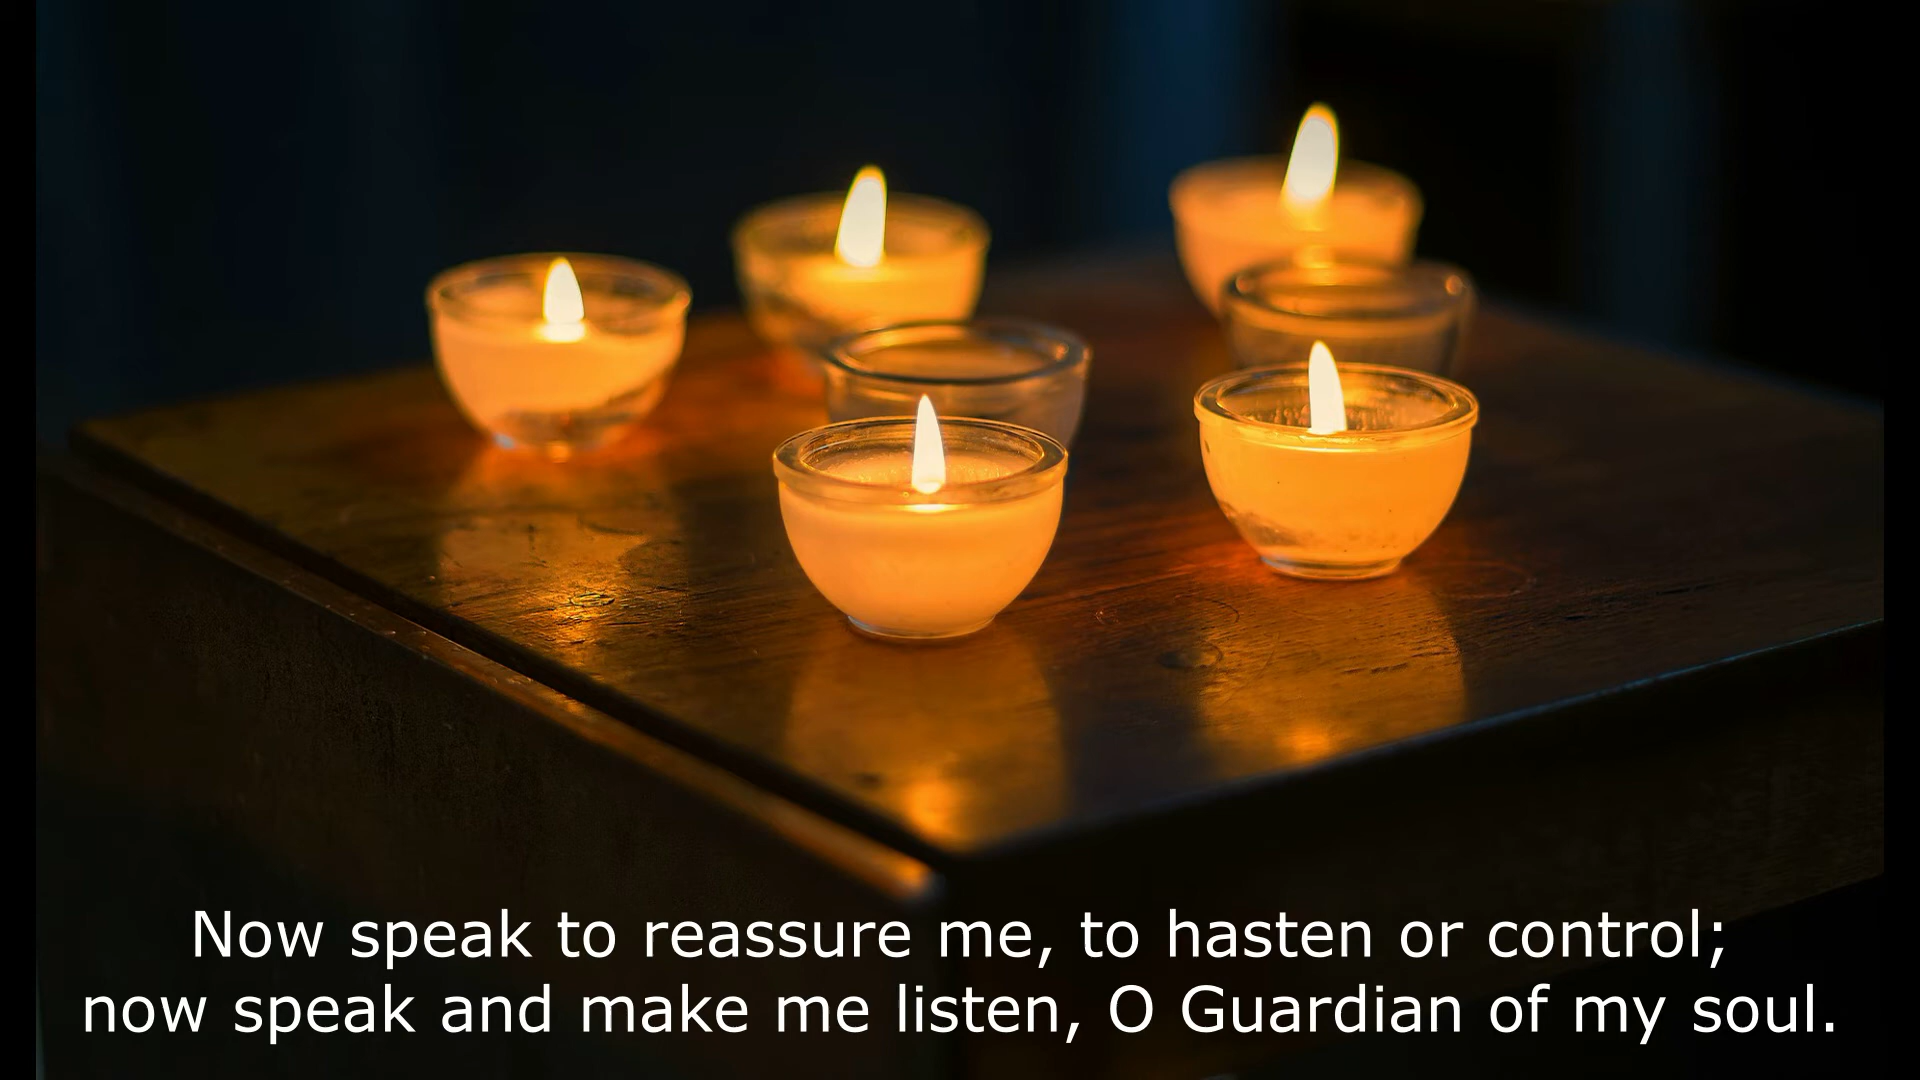 Now speak to reassure me, to hasten or control;
now speak and make me listen, O Guardian of my soul.